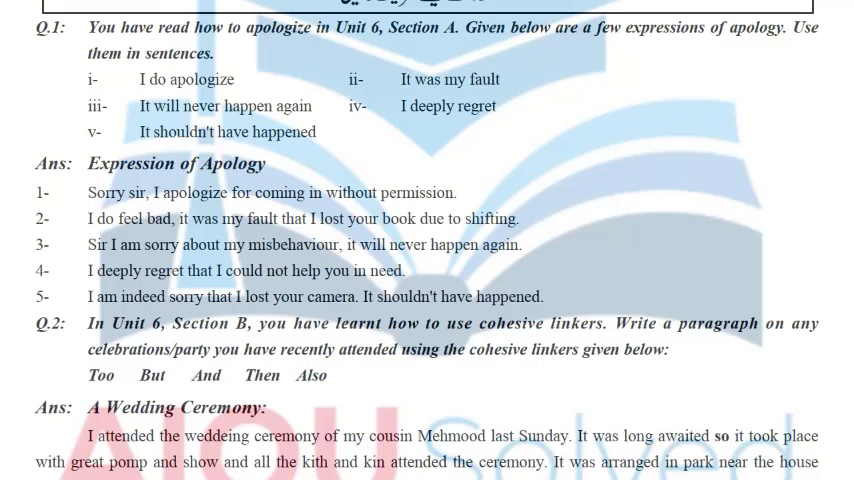 Q.1: You have read how to apologize in Unit 6, Section A. Given below are a few expressions of apology. Use
them in sentences.
i- I do apologize ii- It was my fault
iii- It will never happen again iv- I deeply regret
v- It shouldn't have happened
Ans: Expression of Apology
1- Sorry sir, I apologize for coming in without permission.
2- I do feel bad, it was my fault that I lost your book due to shifting.
3- Sir I am sorry about my misbehaviour, it will never happen again.
4- I deeply regret that I could not help you in need.
5- I am indeed sorry that I lost your camera. It shouldn't have happened.
Q.2: In Unit 6, Section B, you have learnt how to use cohesive linkers. Write a paragraph on any
celebrations/party you have recently attended using the cohesive linkers given below:
Too But And Then Also
Ans: A Wedding Ceremony:
I attended the weddeing ceremony of my cousin Mehmood last Sunday. It was long awaited so it took place
with great pomp and show and all the kith and kin attended the ceremony. It was arranged in park near the house
AIOU Solved